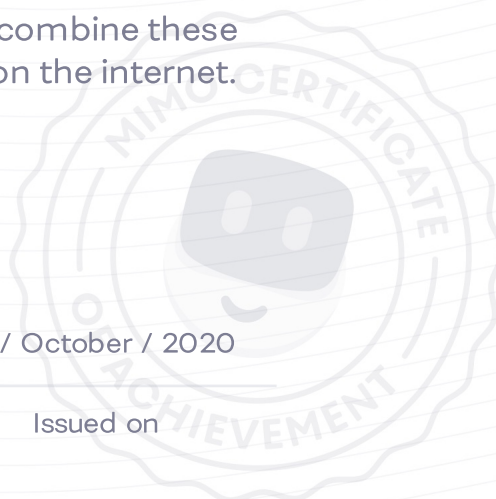 combine these
on the internet.
MIMO CERTIFICATE
OF ACHIEVEMENT
/ October / 2020
Issued on